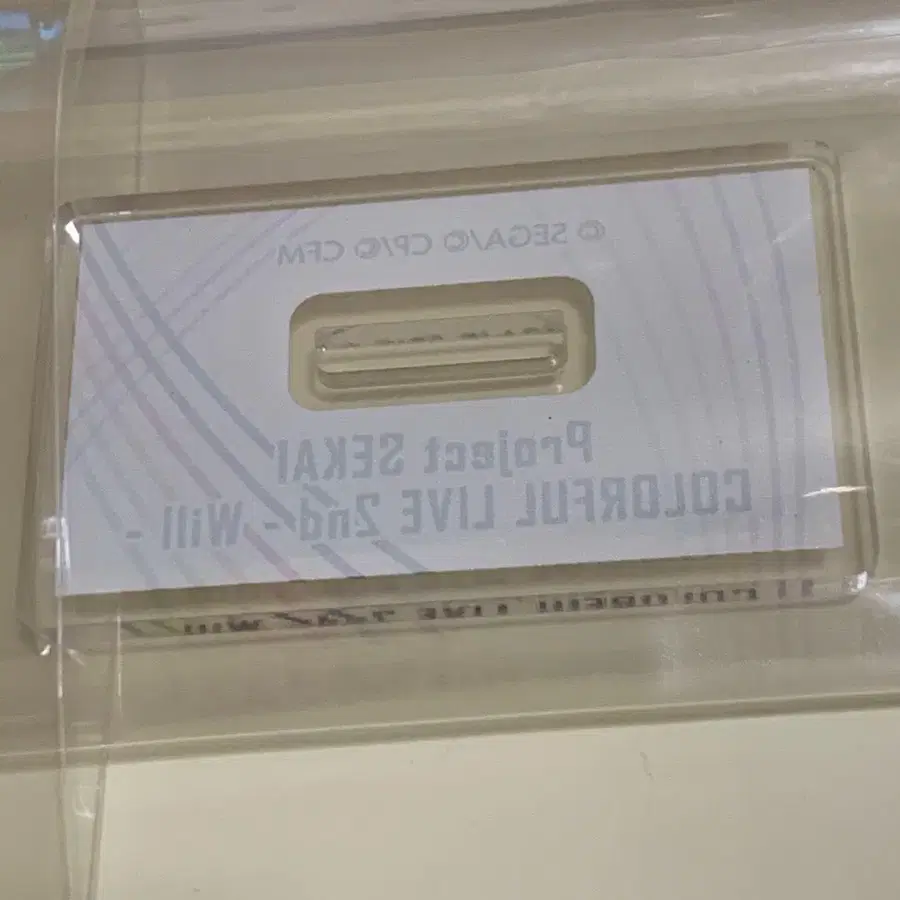 © SEGA/© CP/© CFM
Project SEKAI
COLORFUL LIVE 2nd - Will -